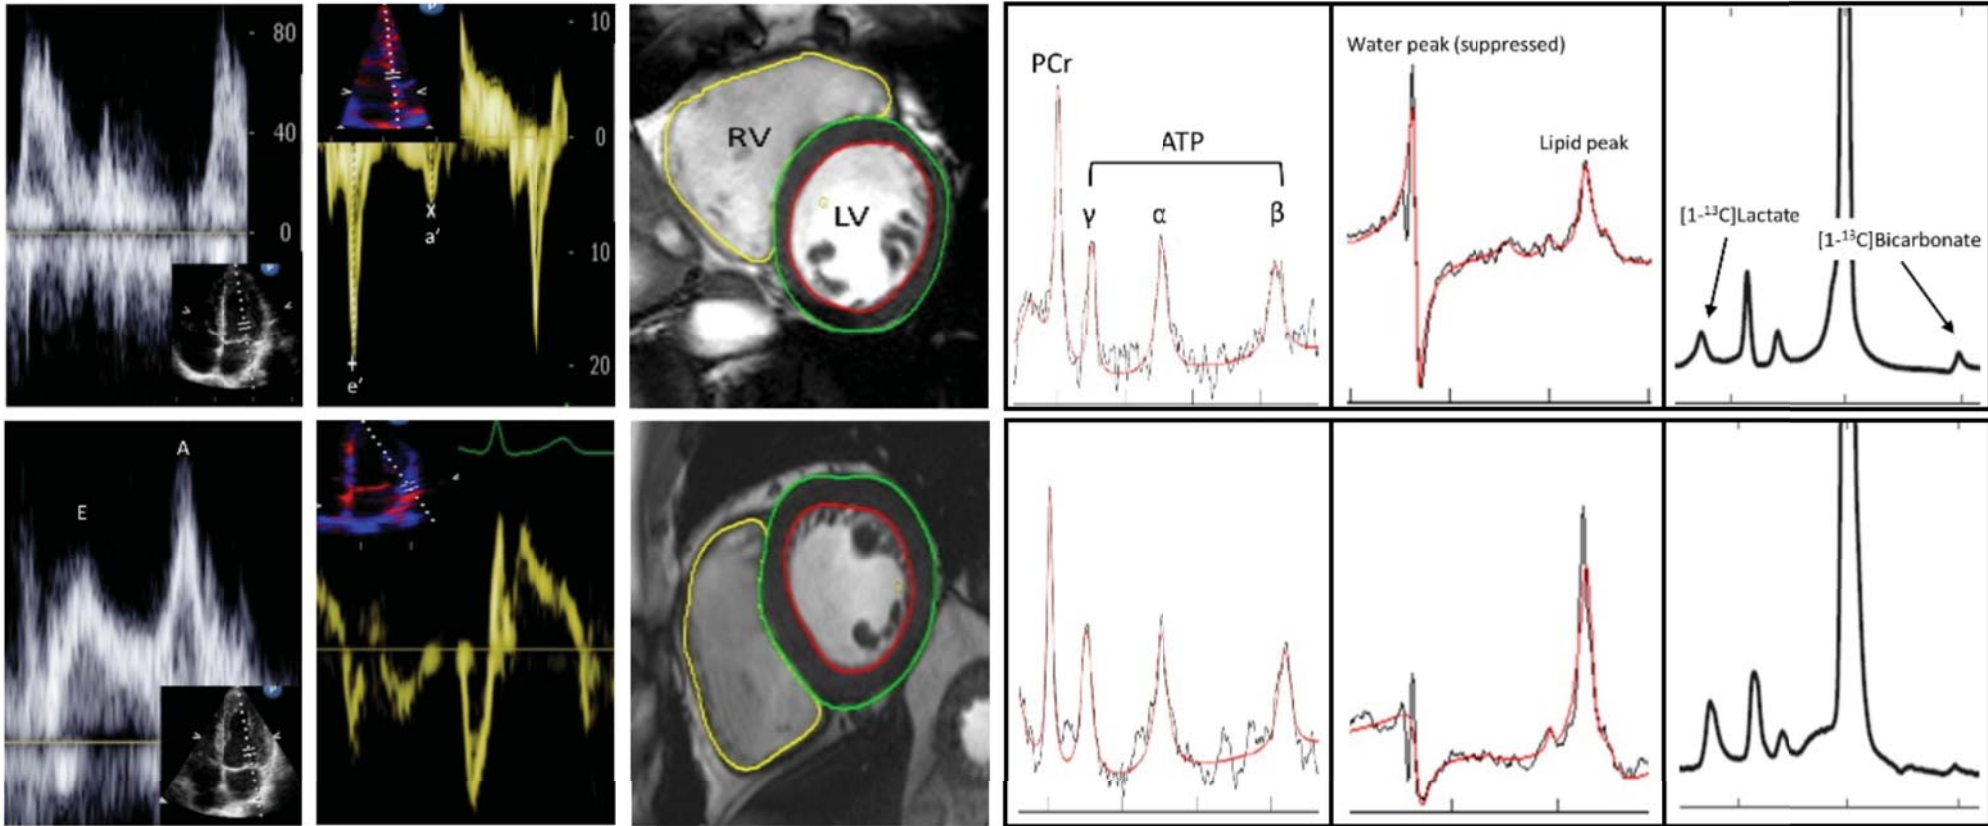 80
40
0
10
0
10
20
x
a′
+
e′
RV
LV
PCr
ATP
γ
α
β
Water peak (suppressed)
Lipid peak
[1-¹³C]Lactate
[1-¹³C]Bicarbonate
E
A